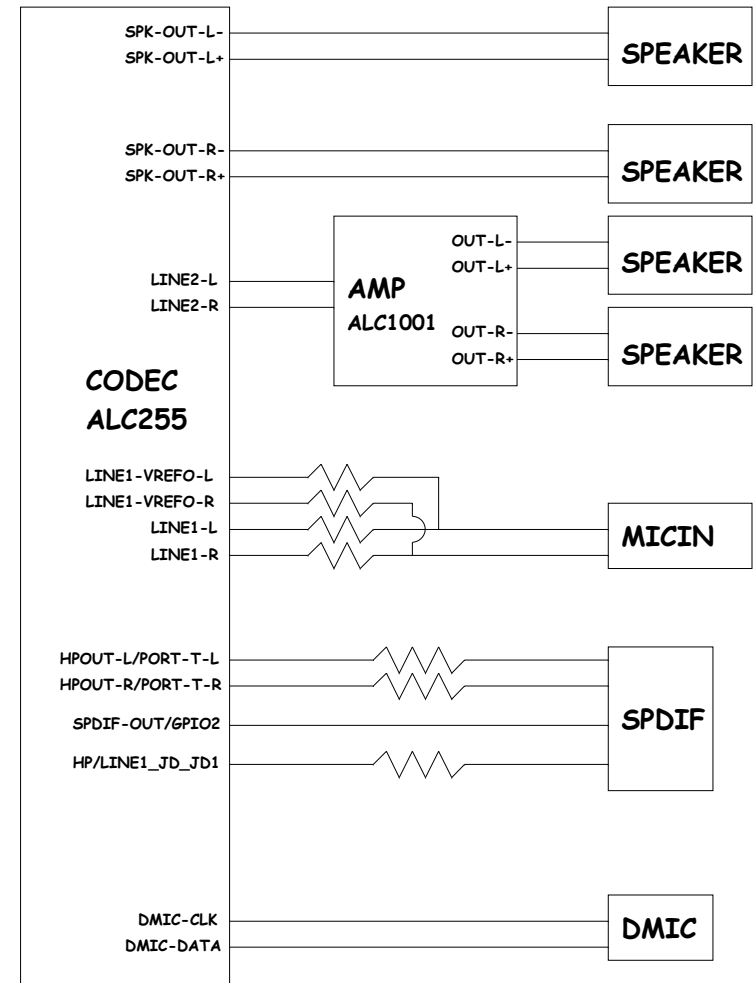 SPK-OUT-L-
SPK-OUT-L+
SPEAKER
SPK-OUT-R-
SPK-OUT-R+
SPEAKER
LINE2-L
LINE2-R
AMP
ALC1001
OUT-L-
OUT-L+
OUT-R-
OUT-R+
SPEAKER
SPEAKER
CODEC
ALC255
LINE1-VREFO-L
LINE1-VREFO-R
LINE1-L
LINE1-R
MICIN
HPOUT-L/PORT-T-L
HPOUT-R/PORT-T-R
SPDIF-OUT/GPIO2
HP/LINE1_JD_JD1
SPDIF
DMIC-CLK
DMIC-DATA
DMIC